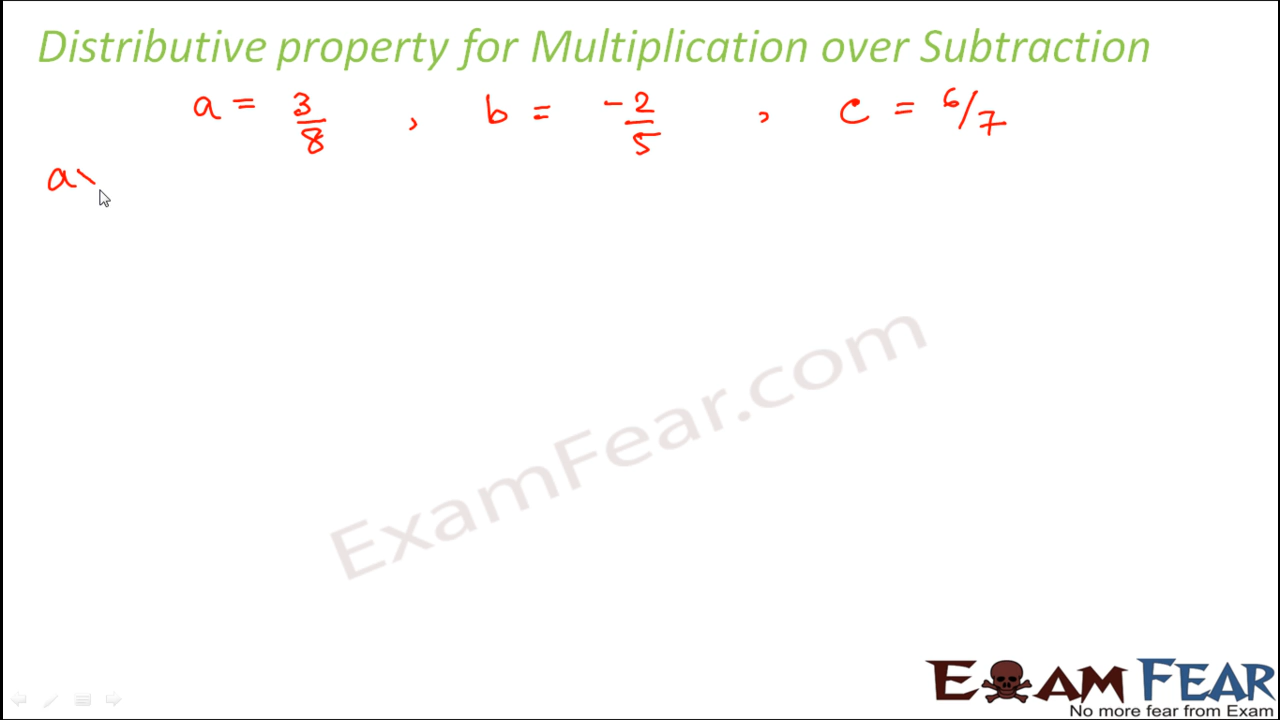 Distributive property for Multiplication over Subtraction
a = 3/8 , b = -2/5 , c = 6/7
a
ExamFear.com
EXAM FEAR
No more fear from Exam